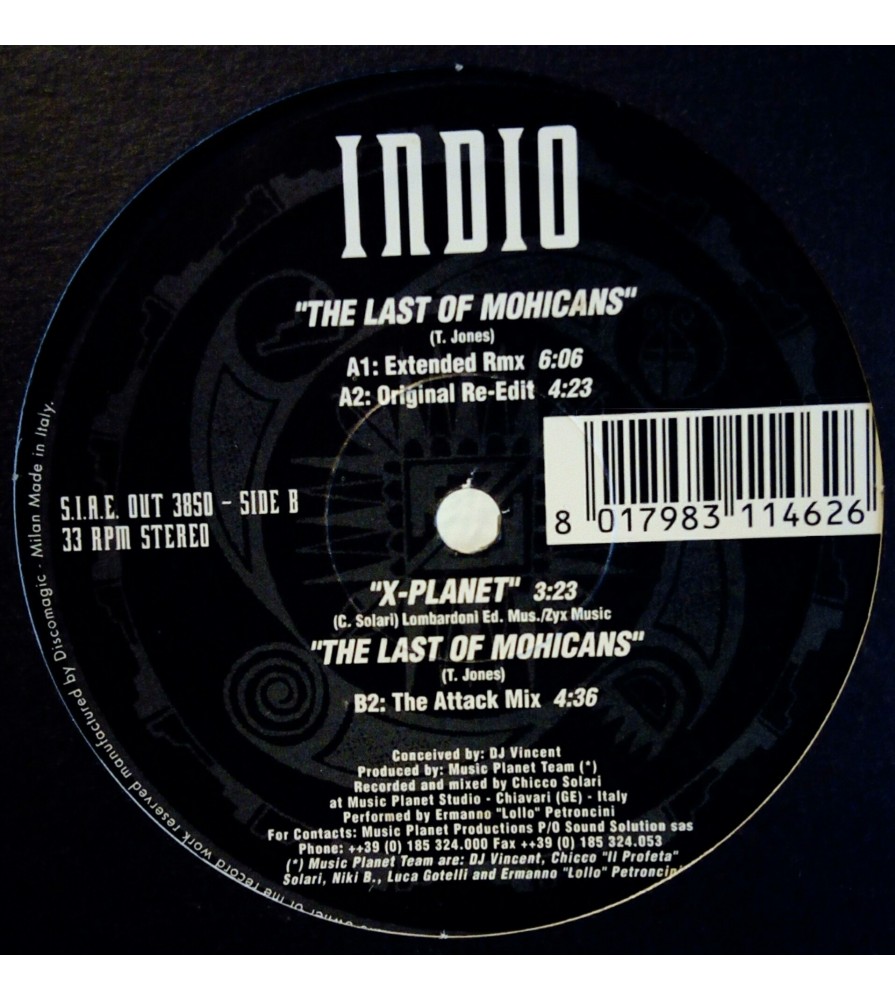 INDIO
"THE LAST OF MOHICANS"
(T. Jones)
A1: Extended Rmx 6:06
A2: Original Re-Edit 4:23
S.I.A.E. OUT 3850 - SIDE B
33 RPM STEREO
8 017983 114626
"X-PLANET" 3:23
(C. Solari) Lombardoni Ed. Mus./Zyx Music
"THE LAST OF MOHICANS"
(T. Jones)
B2: The Attack Mix 4:36
Conceived by: DJ Vincent
Produced by: Music Planet Team (*)
Recorded and mixed by Chicco Solari
at Music Planet Studio - Chiavari (GE) - Italy
Performed by Ermanno "Lollo" Petroncini
For Contacts: Music Planet Productions P/O Sound Solution sas
Phone: ++39 (0) 185 324.000 Fax ++39 (0) 185 324.053
(*) Music Planet Team are: DJ Vincent, Chicco "Il Profeta"
Solari, Niki B., Luca Gotelli and Ermanno "Lollo" Petroncini
owner of the record work reserved manufactured by Discomagic - Milan Made in Italy.